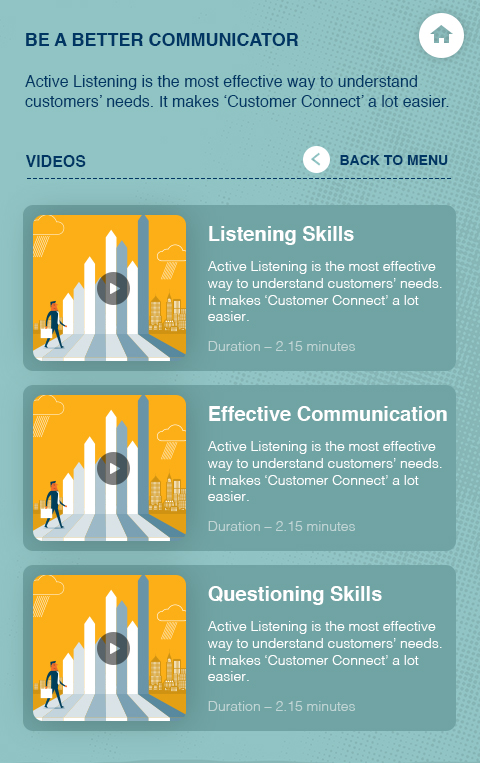 BE A BETTER COMMUNICATOR
Active Listening is the most effective way to understand
customers’ needs. It makes ‘Customer Connect’ a lot easier.
VIDEOS
BACK TO MENU
Listening Skills
Active Listening is the most effective
way to understand customers’ needs.
It makes ‘Customer Connect’ a lot
easier.
Duration – 2.15 minutes
Effective Communication
Active Listening is the most effective
way to understand customers’ needs.
It makes ‘Customer Connect’ a lot
easier.
Duration – 2.15 minutes
Questioning Skills
Active Listening is the most effective
way to understand customers’ needs.
It makes ‘Customer Connect’ a lot
easier.
Duration – 2.15 minutes